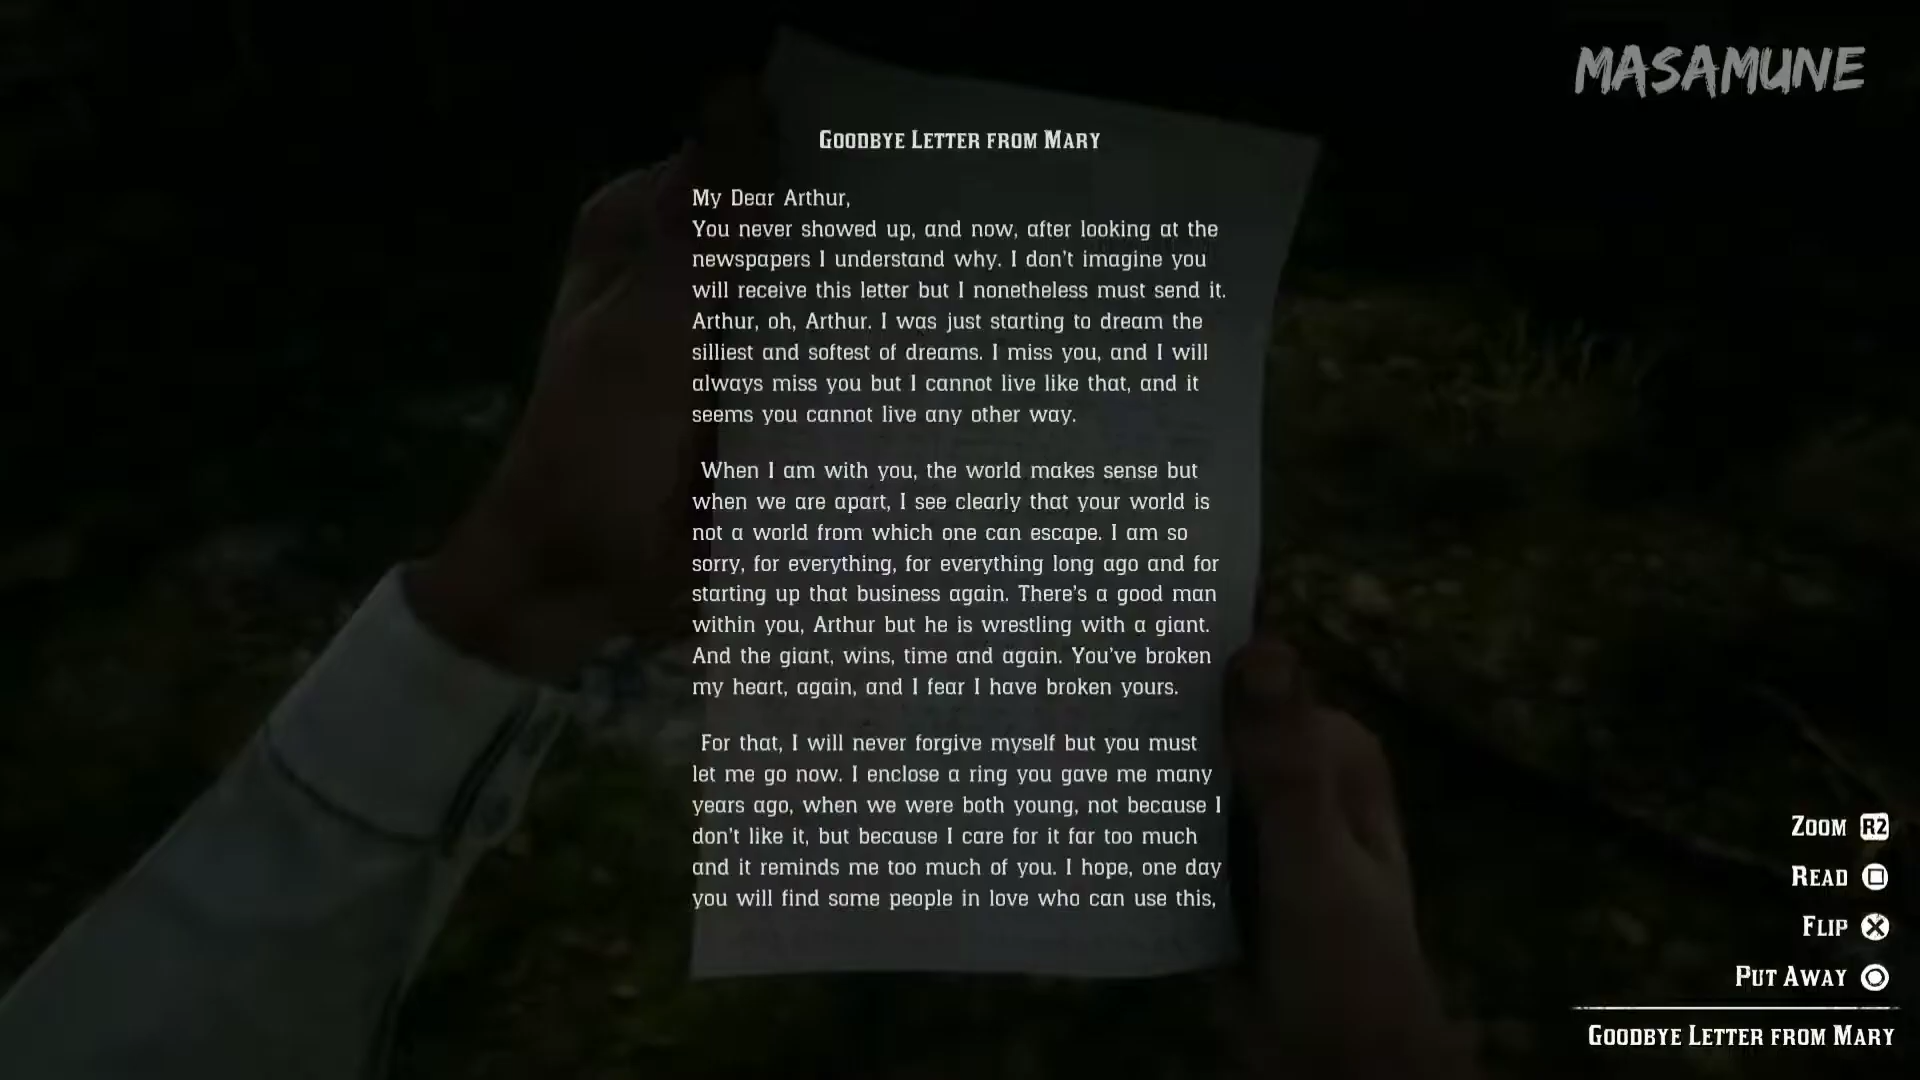 MASAMUNE
GOODBYE LETTER FROM MARY
My Dear Arthur,
You never showed up, and now, after looking at the
newspapers I understand why. I don't imagine you
will receive this letter but I nonetheless must send it.
Arthur, oh, Arthur. I was just starting to dream the
silliest and softest of dreams. I miss you, and I will
always miss you but I cannot live like that, and it
seems you cannot live any other way.
When I am with you, the world makes sense but
when we are apart, I see clearly that your world is
not a world from which one can escape. I am so
sorry, for everything, for everything long ago and for
starting up that business again. There's a good man
within you, Arthur but he is wrestling with a giant.
And the giant, wins, time and again. You've broken
my heart, again, and I fear I have broken yours.
For that, I will never forgive myself but you must
let me go now. I enclose a ring you gave me many
years ago, when we were both young, not because I
don't like it, but because I care for it far too much
and it reminds me too much of you. I hope, one day
you will find some people in love who can use this,
ZOOM R2
READ
FLIP
PUT AWAY
GOODBYE LETTER FROM MARY